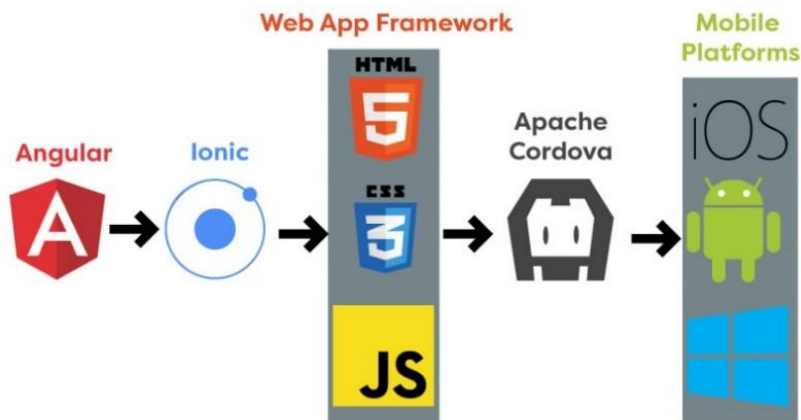 Web App Framework
Mobile
Platforms
HTML
5
iOS
Apache
Cordova
Angular
Ionic
A
CSS
3
JS